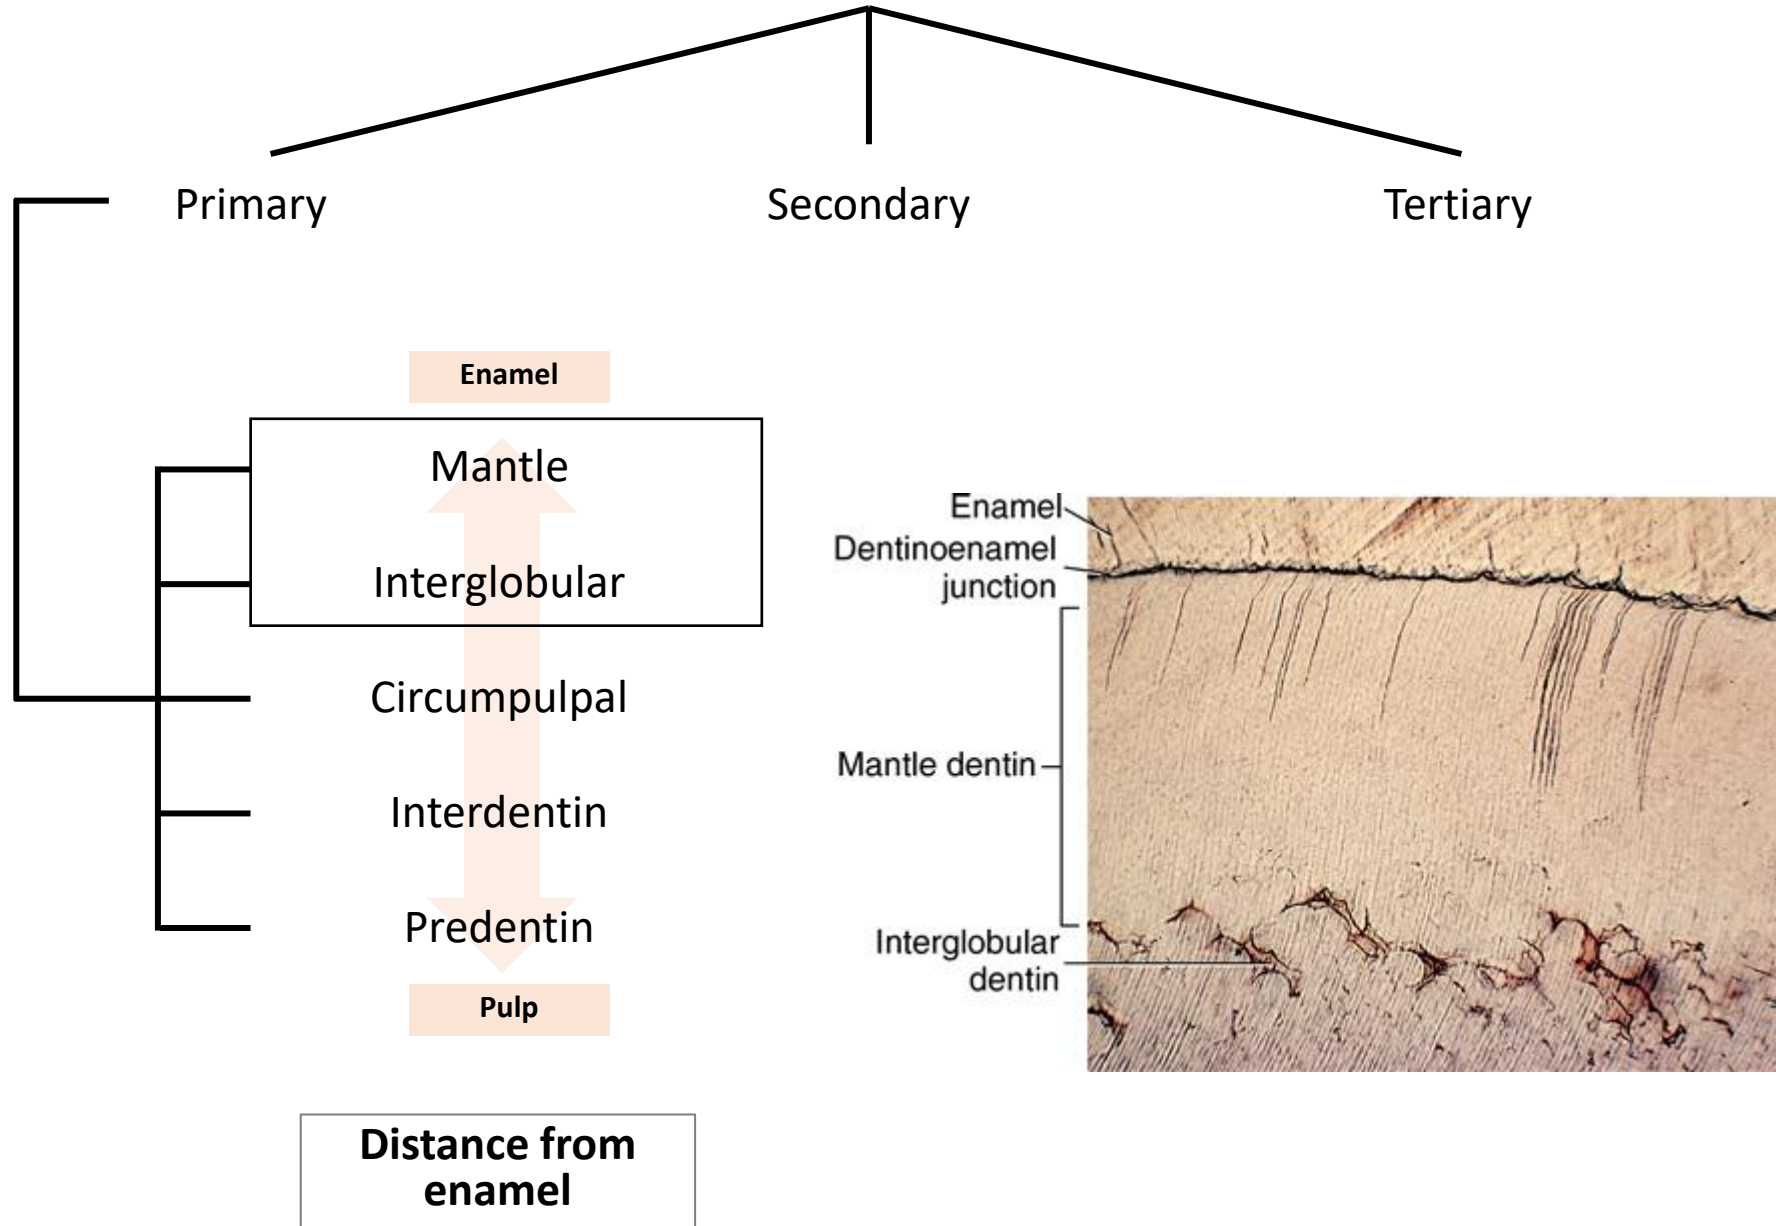 Primary
Secondary
Tertiary
Enamel
Mantle
Interglobular
Circumpulpal
Interdentin
Predentin
Pulp
Distance from
enamel
Enamel
Dentinoenamel
junction
Mantle dentin
Interglobular
dentin